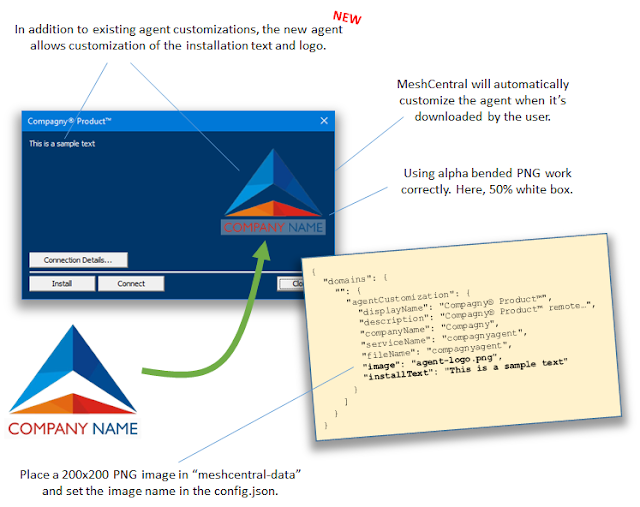 NEW
In addition to existing agent customizations, the new agent
allows customization of the installation text and logo.
MeshCentral will automatically
customize the agent when it's
downloaded by the user.
Compagny® Product™
This is a sample text
Using alpha bended PNG work
correctly. Here, 50% white box.
COMPANY NAME
Connection Details...
Install
Connect
Clo
{
"domains": {
"": {
"agentCustomization": {
"displayName": "Compagny® Product™",
"description": "Compagny® Product™ remote…",
"companyName": "Compagny",
"serviceName": "compagnyagent",
"fileName": "compagnyagent",
"image": "agent-logo.png",
"installText": "This is a sample text"
}
]
}
}
COMPANY NAME
Place a 200x200 PNG image in “meshcentral-data”
and set the image name in the config.json.